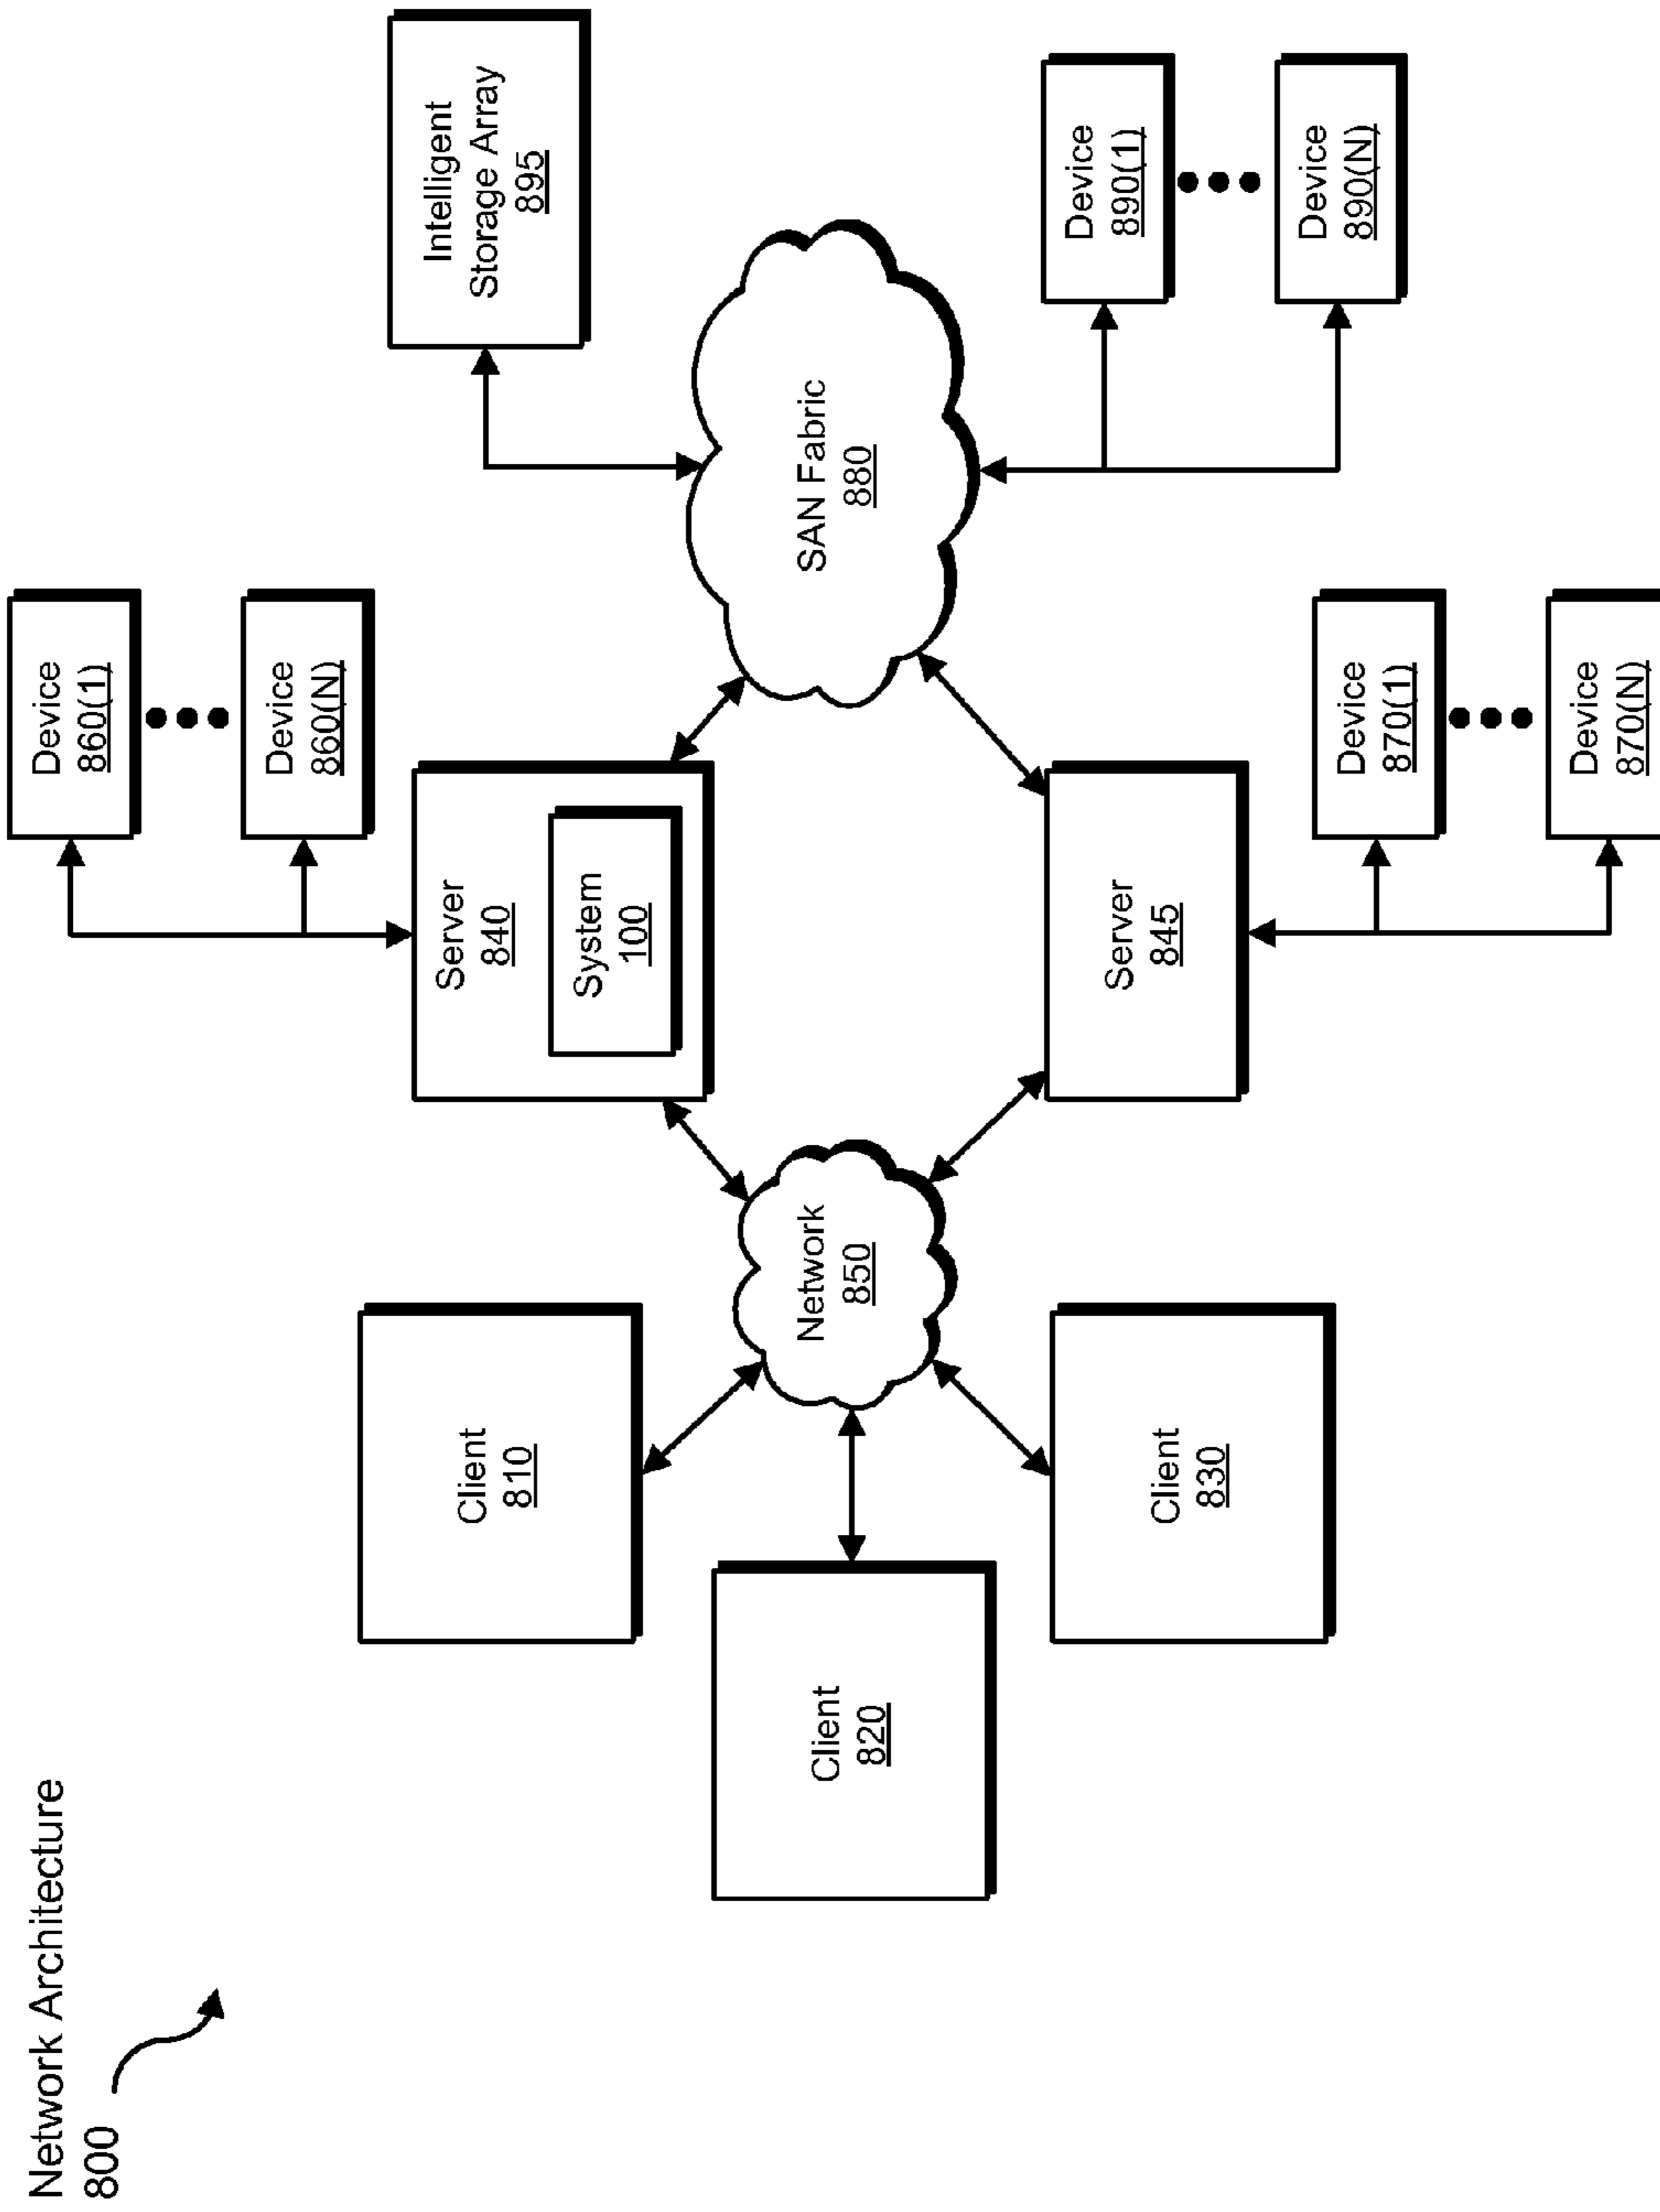 Network Architecture
800
Device
860(1)
Device
860(N)
Intelligent
Storage Array
895
Client
810
Server
840
System
100
Client
820
Network
850
SAN Fabric
880
Client
830
Server
845
Device
890(1)
Device
890(N)
Device
870(1)
Device
870(N)